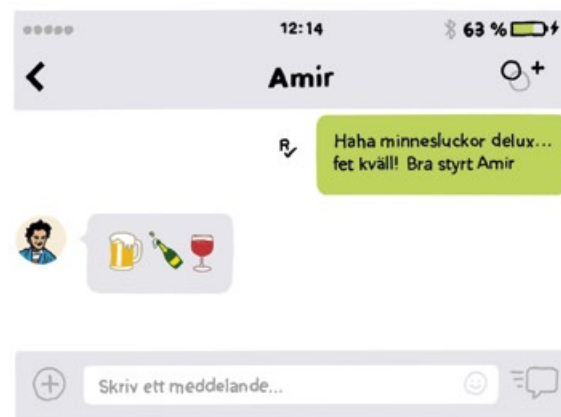 12:14
63 %
Amir
R
Haha minnesluckor delux...
fet kväll! Bra styrt Amir
Skriv ett meddelande...